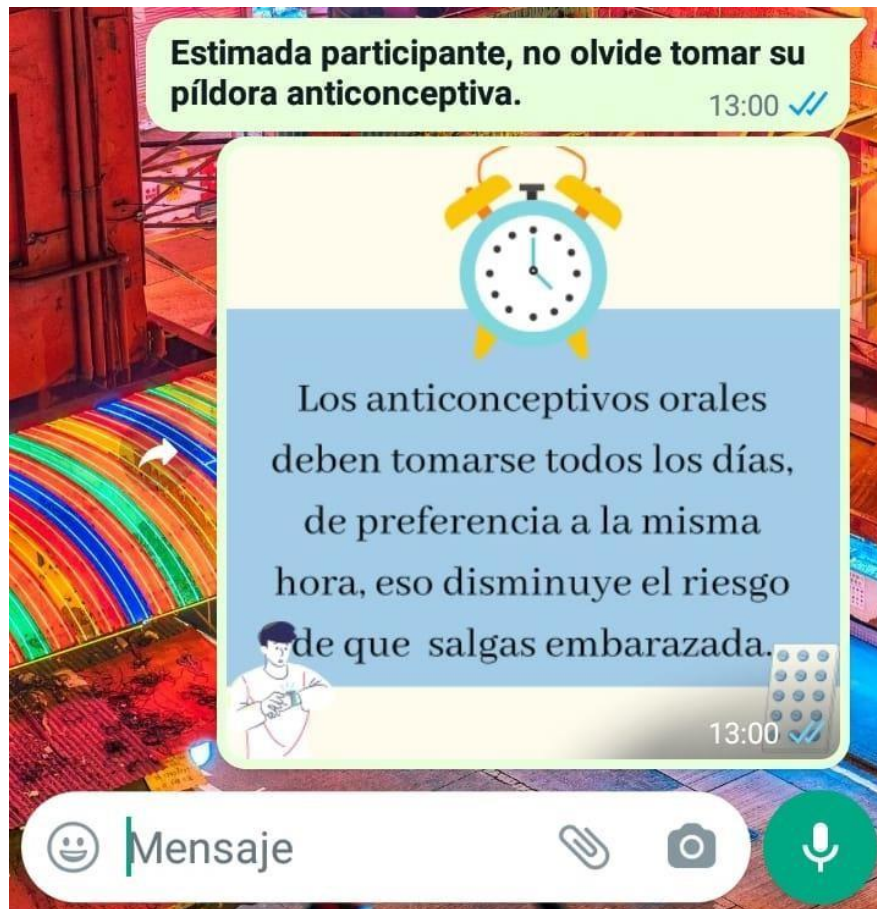 Estimada participante, no olvide tomar su
píldora anticonceptiva.
13:00
Los anticonceptivos orales
deben tomarse todos los días,
de preferencia a la misma
hora, eso disminuye el riesgo
de que salgas embarazada.
13:00
Mensaje